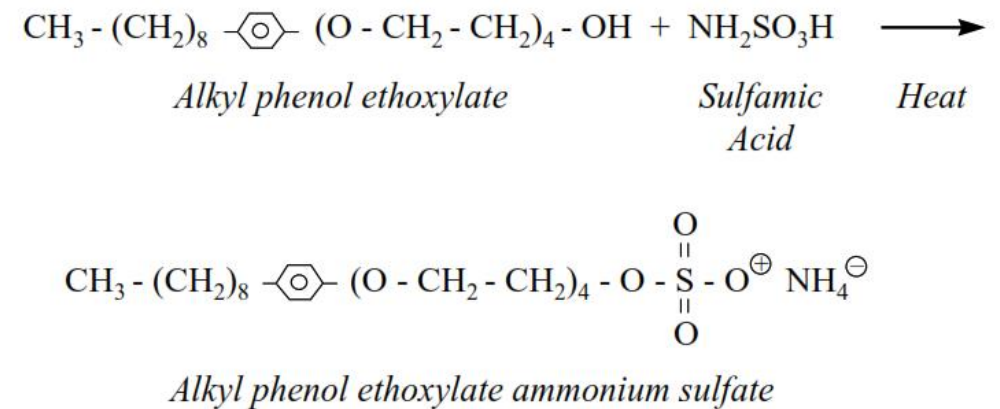 CH₃ - (CH₂)₈ (O - CH₂ - CH₂)₄ - OH + NH₂SO₃H
Alkyl phenol ethoxylate Sulfamic Heat
Acid
O
CH₃ - (CH₂)₈ (O - CH₂ - CH₂)₄ - O - S - O⊕ NH₄⊖
O
Alkyl phenol ethoxylate ammonium sulfate